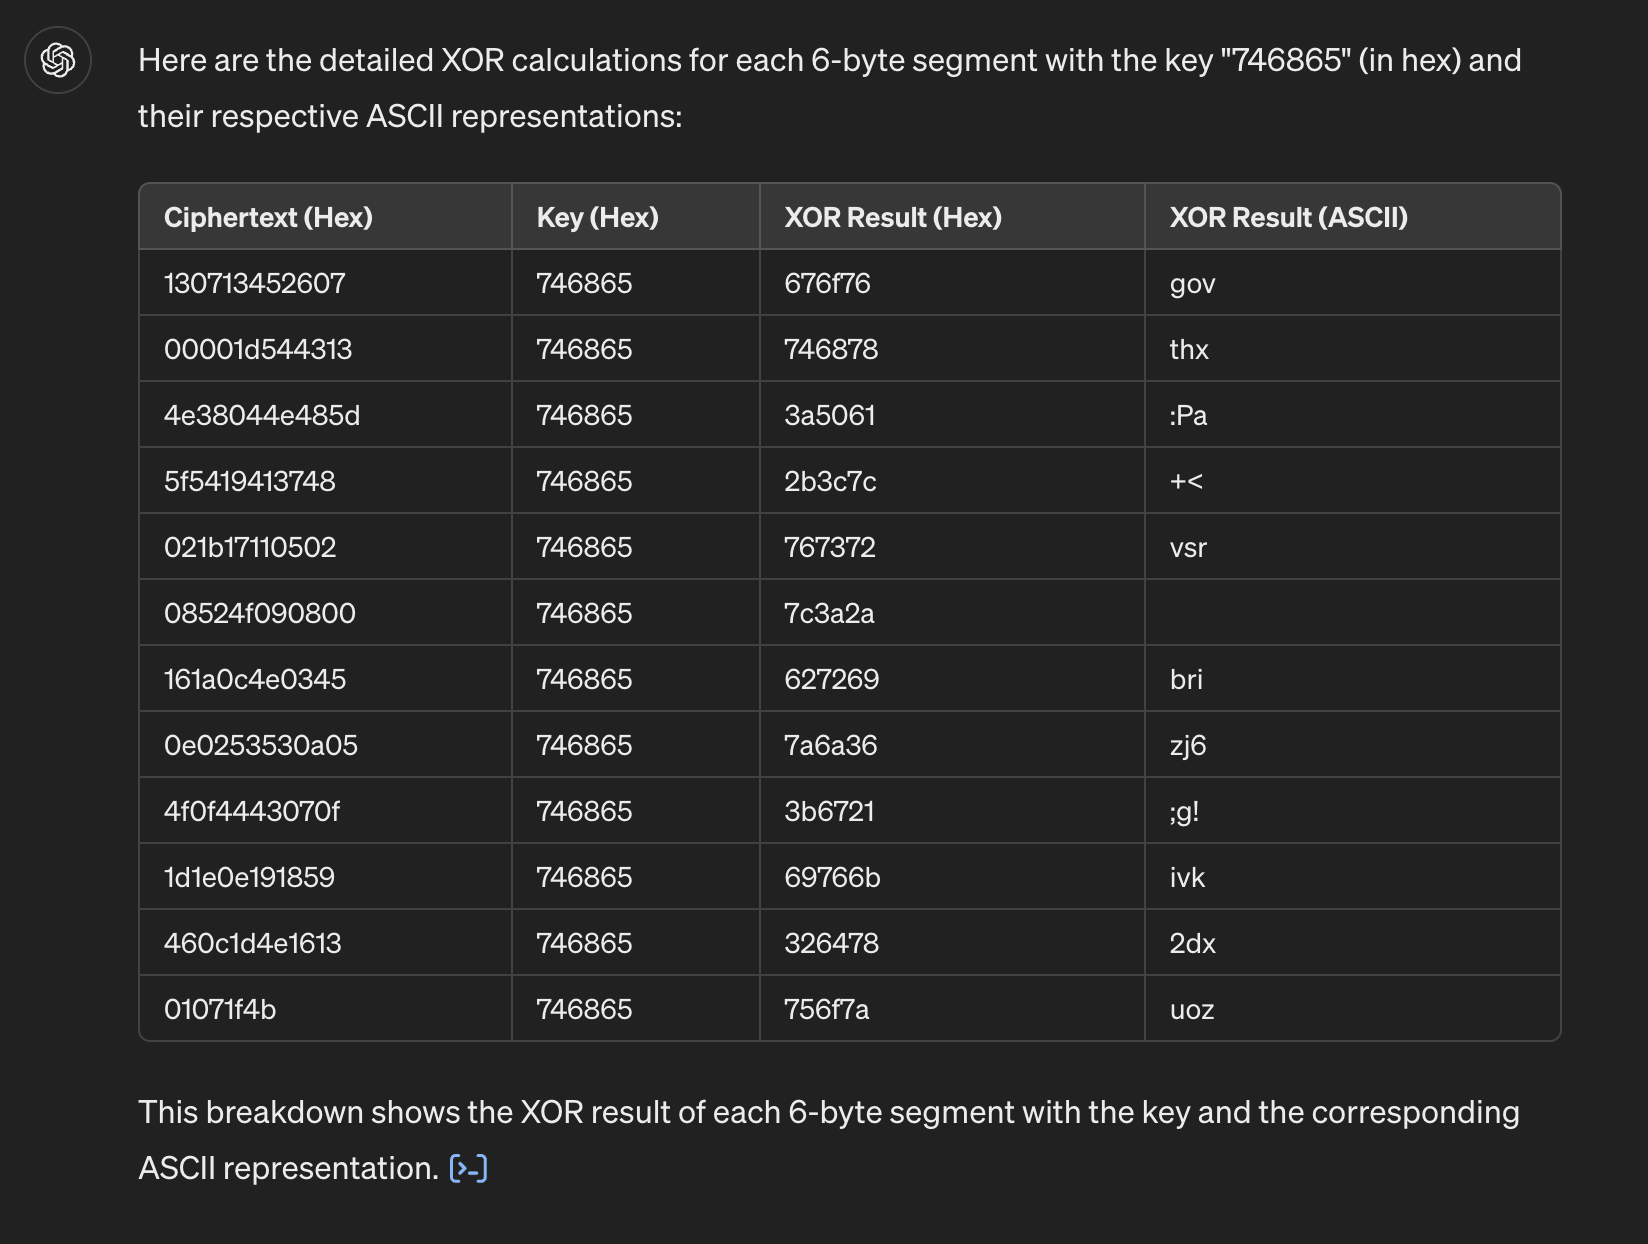 Here are the detailed XOR calculations for each 6-byte segment with the key "746865" (in hex) and
their respective ASCII representations:
Ciphertext (Hex) Key (Hex) XOR Result (Hex) XOR Result (ASCII)
130713452607 746865 676f76 gov
00001d544313 746865 746878 thx
4e38044e485d 746865 3a5061 :Pa
5f5419413748 746865 2b3c7c +<
021b17110502 746865 767372 vsr
08524f090800 746865 7c3a2a
161a0c4e0345 746865 627269 bri
0e0253530a05 746865 7a6a36 zj6
4f0f4443070f 746865 3b6721 ;g!
1d1e0e191859 746865 69766b ivk
460c1d4e1613 746865 326478 2dx
01071f4b 746865 756f7a uoz
This breakdown shows the XOR result of each 6-byte segment with the key and the corresponding
ASCII representation. [>-]